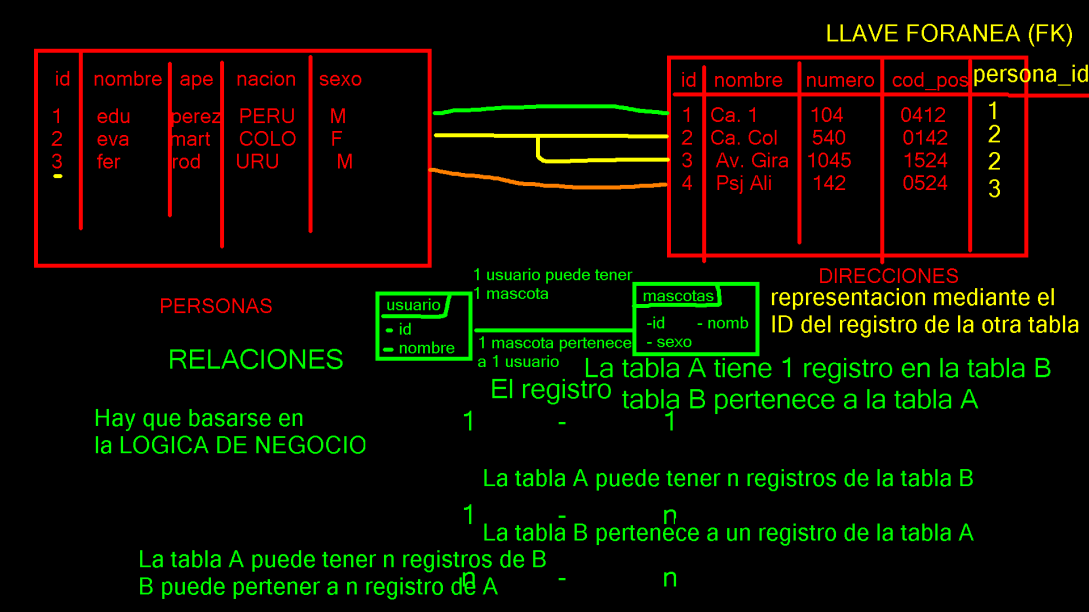 LLAVE FORANEA (FK)
id nombre ape nacion sexo
1 edu perez PERU M
2 eva mart COLO F
3 fer rod URU M
PERSONAS
id nombre numero cod_pos persona_id
1 Ca. 1 104 0412 1
2 Ca. Col 540 0142 2
3 Av. Gira 1045 1524 2
4 Psj Ali 142 0524 3
DIRECCIONES
representacion mediante el
ID del registro de la otra tabla
1 usuario puede tener
1 mascota
usuario
- id
- nombre
mascotas
-id - nomb
- sexo
1 mascota pertenece
a 1 usuario
RELACIONES
Hay que basarse en
la LOGICA DE NEGOCIO
El registro
La tabla A tiene 1 registro en la tabla B
tabla B pertenece a la tabla A
1 - 1
La tabla A puede tener n registros de la tabla B
1 - n
La tabla B pertenece a un registro de la tabla A
La tabla A puede tener n registros de B
B puede pertener a n registro de A
n - n